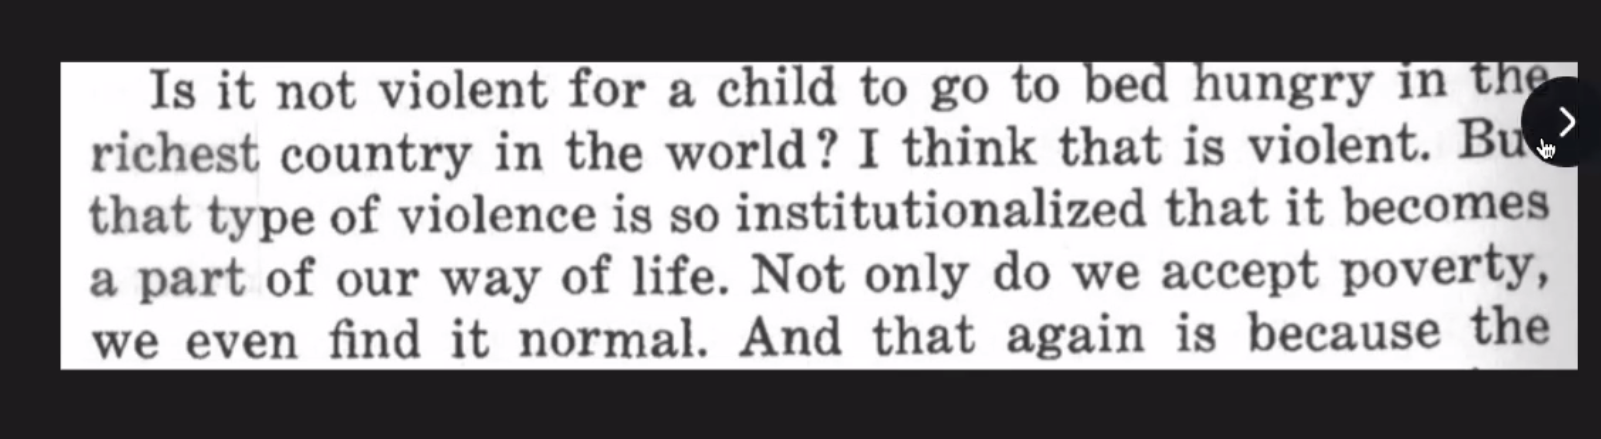 Is it not violent for a child to go to bed hungry in the
richest country in the world? I think that is violent. Bu
that type of violence is so institutionalized that it becomes
a part of our way of life. Not only do we accept poverty,
we even find it normal. And that again is because the